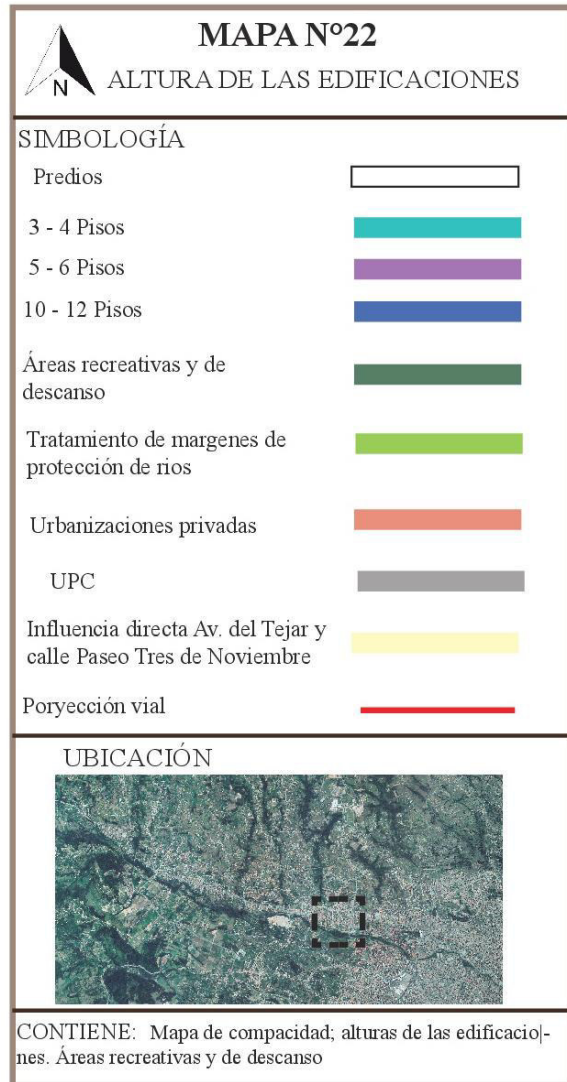 MAPA Nº22
N
ALTURA DE LAS EDIFICACIONES
SIMBOLOGÍA
Predios
3 - 4 Pisos
5 - 6 Pisos
10 - 12 Pisos
Áreas recreativas y de
descanso
Tratamiento de margenes de
protección de rios
Urbanizaciones privadas
UPC
Influencia directa Av. del Tejar y
calle Paseo Tres de Noviembre
Poryección vial
UBICACIÓN
CONTIENE: Mapa de compacidad; alturas de las edificacio|-
nes. Áreas recreativas y de descanso